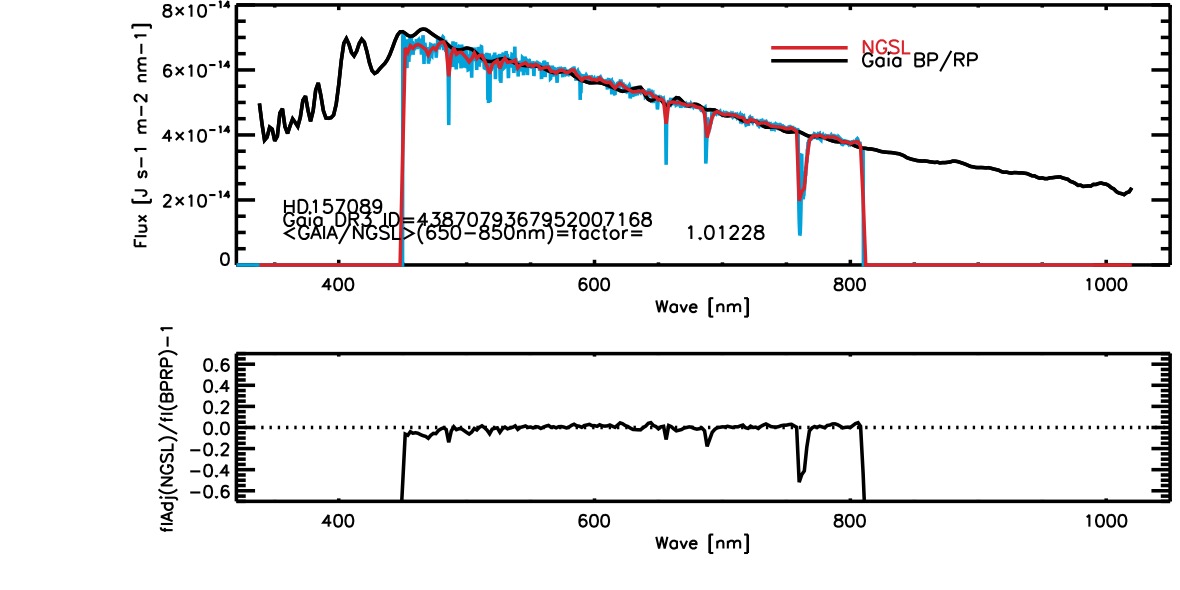 8×10−14
6×10−14
4×10−14
2×10−14
0
Flux [J s−1 m−2 nm−1]
NGSL
Gaia BP/RP
HD157089
Gaia DR3 ID=4387079367952007168
<GAIA/NGSL>(650−850nm)=factor= 1.01228
400 600 800 1000
Wave [nm]
flAdj(NGSL)/fl(BPRP)−1
0.6
0.4
0.2
0.0
−0.2
−0.4
−0.6
400 600 800 1000
Wave [nm]